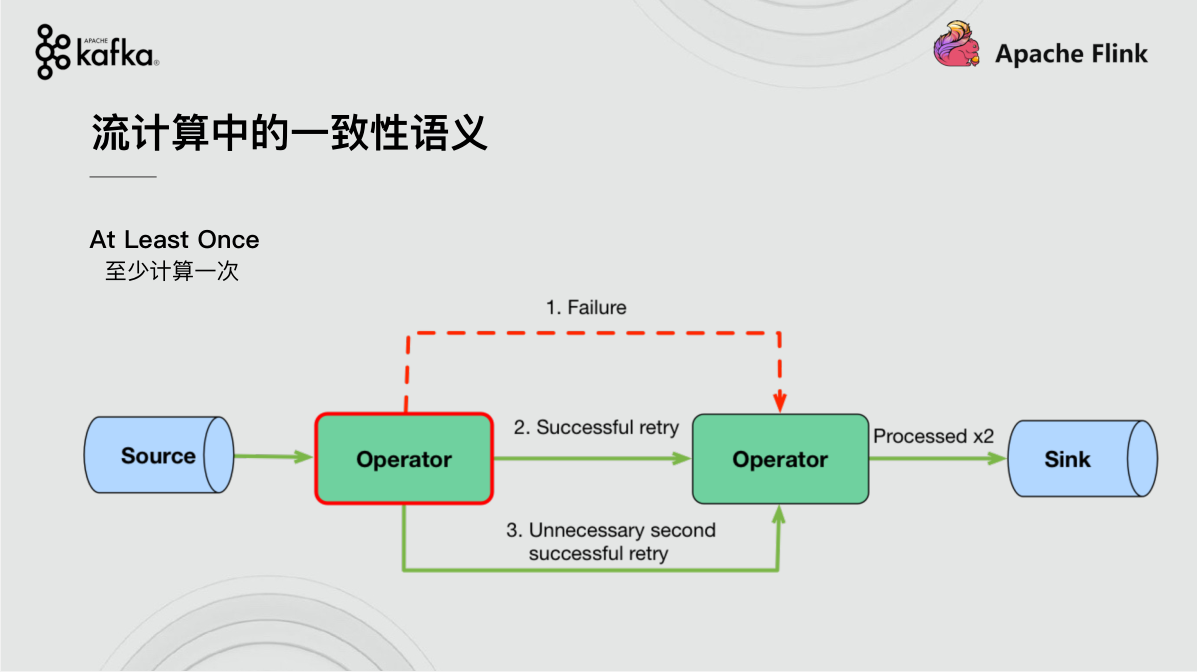 APACHE
kafka®
Apache Flink
流计算中的一致性语义
At Least Once
至少计算一次
1. Failure
2. Successful retry
Processed x2
Source
Operator
Operator
Sink
3. Unnecessary second
successful retry